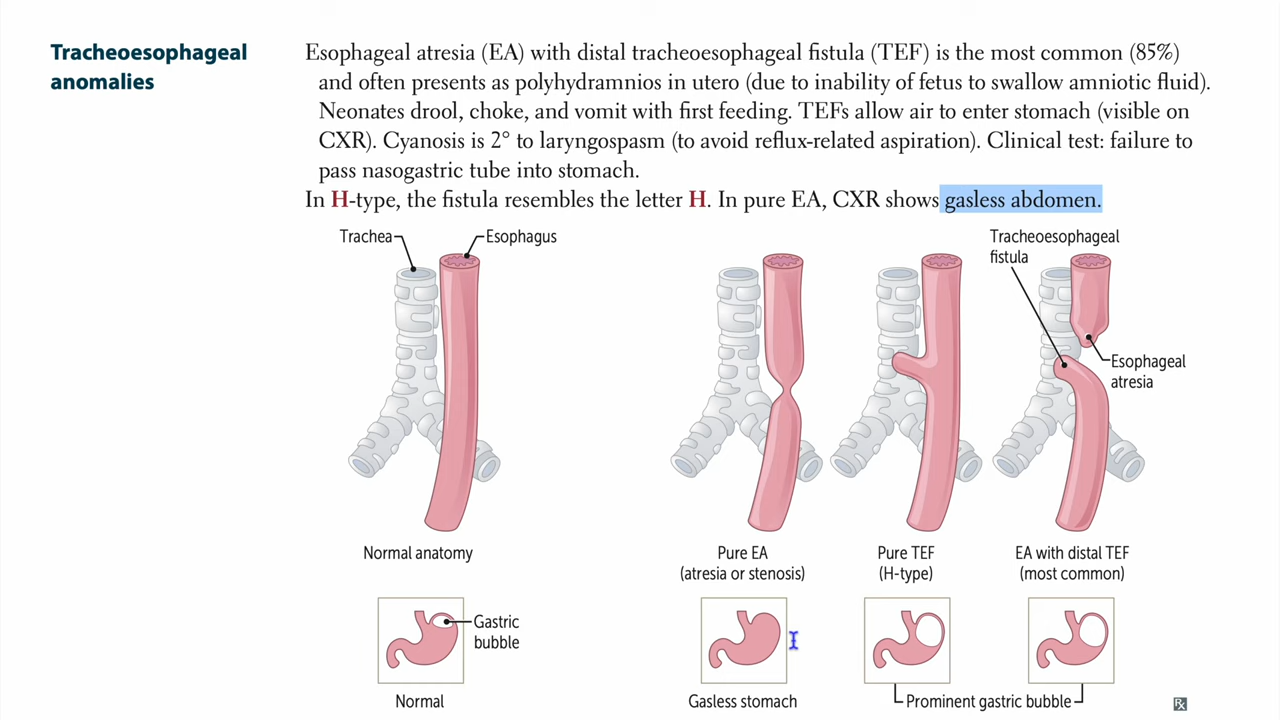 Tracheoesophageal
anomalies
Esophageal atresia (EA) with distal tracheoesophageal fistula (TEF) is the most common (85%)
and often presents as polyhydramnios in utero (due to inability of fetus to swallow amniotic fluid).
Neonates drool, choke, and vomit with first feeding. TEFs allow air to enter stomach (visible on
CXR). Cyanosis is 2° to laryngospasm (to avoid reflux-related aspiration). Clinical test: failure to
pass nasogastric tube into stomach.
In H-type, the fistula resembles the letter H. In pure EA, CXR shows gasless abdomen.
Trachea
Esophagus
Tracheoesophageal
fistula
Esophageal
atresia
Normal anatomy
Pure EA
(atresia or stenosis)
Pure TEF
(H-type)
EA with distal TEF
(most common)
Gastric
bubble
Normal
Gasless stomach
Prominent gastric bubble
Rx